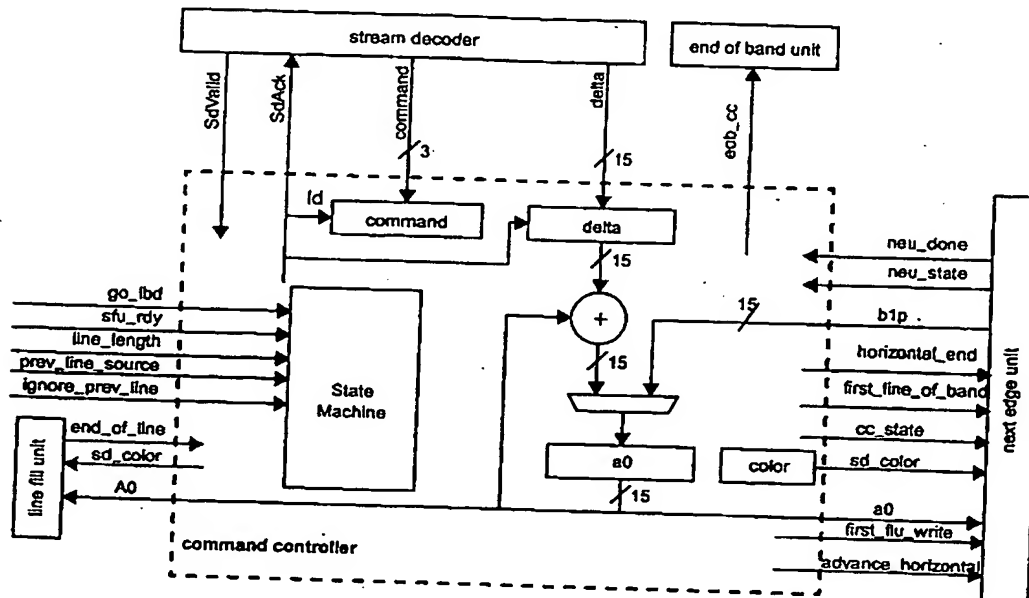 stream decoder
end of band unit
SdValid
SdAck
command
delta
eob_cc
3
15
ld
command
delta
15
neu_done
neu_state
go_fbd
sfu_rdy
line_length
prev_line_source
ignore_prev_line
+
15
b1p
15
horizontal_end
first_line_of_band
State
Machine
cc_state
end_of_line
sd_color
A0
line fill unit
a0
15
color
sd_color
a0
first_flu_write
advance_horizontal
next edge unit
command controller